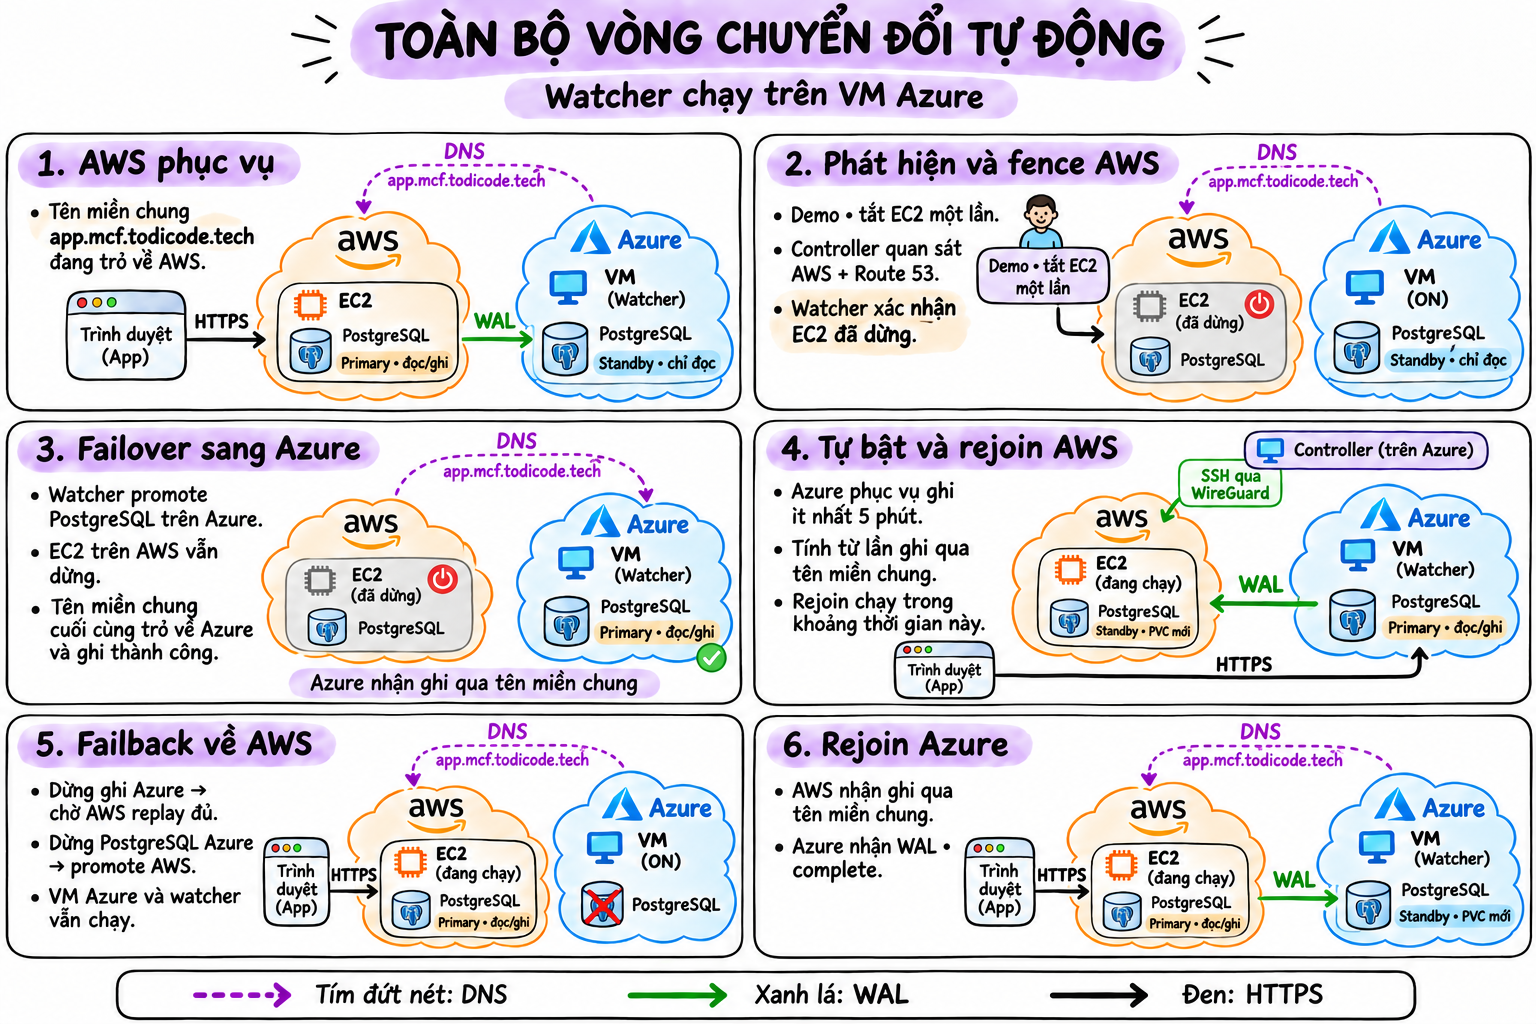 TOÀN BỘ VÒNG CHUYỂN ĐỔI TỰ ĐỘNG
Watcher chạy trên VM Azure
1. AWS phục vụ
• Tên miền chung
app.mcf.todicode.tech
đang trỏ về AWS.
DNS
app.mcf.todicode.tech
Trình duyệt
(App)
HTTPS
aws
EC2
PostgreSQL
Primary • đọc/ghi
WAL
Azure
VM
(Watcher)
PostgreSQL
Standby • chỉ đọc
2. Phát hiện và fence AWS
• Demo • tắt EC2 một lần.
• Controller quan sát
AWS + Route 53.
• Watcher xác nhận
EC2 đã dừng.
DNS
app.mcf.todicode.tech
Demo • tắt EC2
một lần
aws
EC2
(đã dừng)
PostgreSQL
Azure
VM
(ON)
PostgreSQL
Standby • chỉ đọc
3. Failover sang Azure
• Watcher promote
PostgreSQL trên Azure.
• EC2 trên AWS vẫn
dừng.
• Tên miền chung
cuối cùng trỏ về Azure
và ghi thành công.
DNS
app.mcf.todicode.tech
aws
EC2
(đã dừng)
PostgreSQL
Azure
VM
(Watcher)
PostgreSQL
Primary • đọc/ghi
Azure nhận ghi qua tên miền chung
4. Tự bật và rejoin AWS
• Azure phục vụ ghi
ít nhất 5 phút.
• Tính từ lần ghi qua
tên miền chung.
• Rejoin chạy trong
khoảng thời gian này.
Controller (trên Azure)
SSH qua
WireGuard
aws
EC2
(đang chạy)
PostgreSQL
Standby • PVC mới
WAL
Azure
VM
(Watcher)
PostgreSQL
Primary • đọc/ghi
Trình duyệt
(App)
HTTPS
5. Failback về AWS
• Dừng ghi Azure →
chờ AWS replay đủ.
• Dừng PostgreSQL Azure
→ promote AWS.
• VM Azure và watcher
vẫn chạy.
DNS
app.mcf.todicode.tech
Trình
duyệt
(App)
HTTPS
aws
EC2
(đang chạy)
PostgreSQL
Primary • đọc/ghi
Azure
VM
(ON)
PostgreSQL
6. Rejoin Azure
• AWS nhận ghi qua
tên miền chung.
• Azure nhận WAL •
complete.
DNS
app.mcf.todicode.tech
Trình
duyệt
(App)
HTTPS
aws
EC2
(đang chạy)
PostgreSQL
Primary • đọc/ghi
WAL
Azure
VM
(Watcher)
PostgreSQL
Standby • PVC mới
Tím đứt nét: DNS
Xanh lá: WAL
Đen: HTTPS